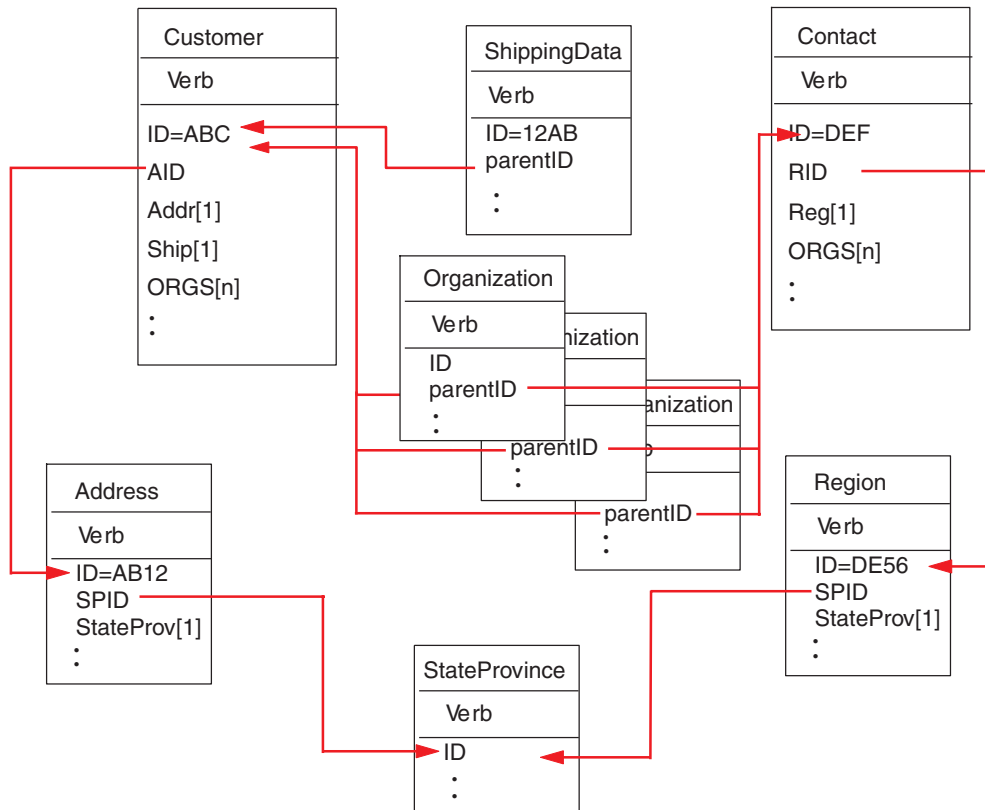 Customer
Verb
ID=ABC
AID
Addr[1]
Ship[1]
ORGS[n]
:
ShippingData
Verb
ID=12AB
parentID
:
Contact
Verb
ID=DEF
RID
Reg[1]
ORGS[n]
:
Organization
Verb
ID
parentID
:
nization
parentID
:
anization
parentID
:
Address
Verb
ID=AB12
SPID
StateProv[1]
:
Region
Verb
ID=DE56
SPID
StateProv[1]
:
StateProvince
Verb
ID
: